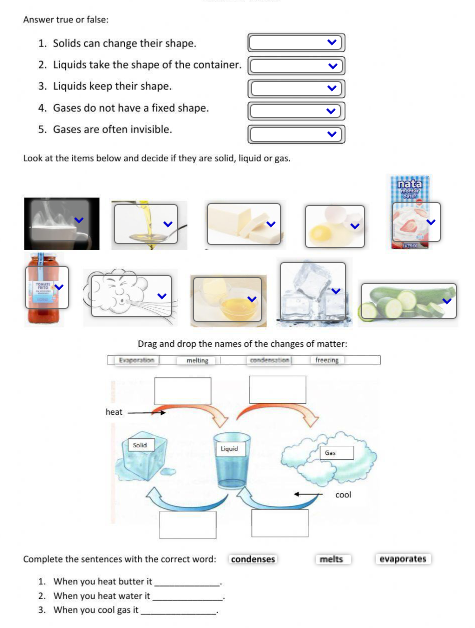 Answer true or false:
1. Solids can change their shape.
2. Liquids take the shape of the container.
3. Liquids keep their shape.
4. Gases do not have a fixed shape.
5. Gases are often invisible.
Look at the items below and decide if they are solid, liquid or gas.
nata
Drag and drop the names of the changes of matter:
Evaporation melting condensation freezing
heat
Solid
Liquid
Gas
cool
Complete the sentences with the correct word: condenses melts evaporates
1. When you heat butter it _____________.
2. When you heat water it ______________.
3. When you cool gas it _______________.